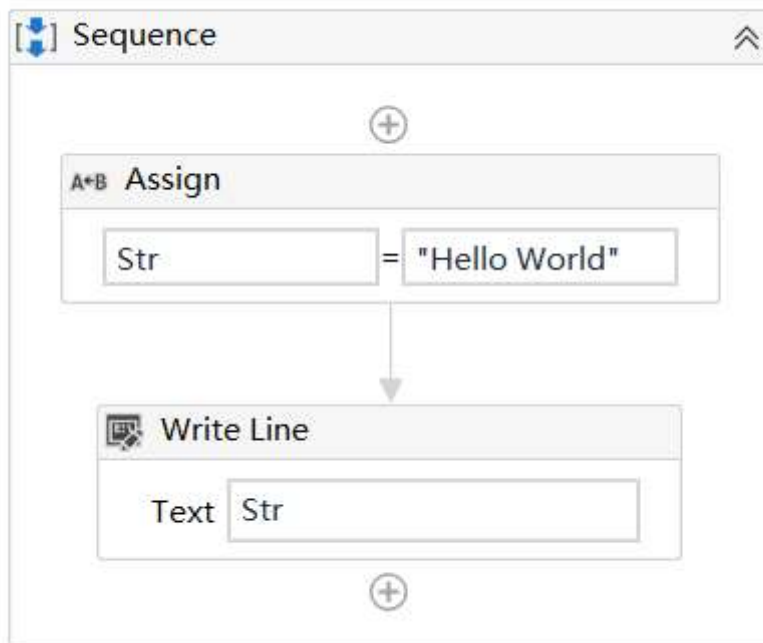 Sequence
A←B Assign
Str = "Hello World"
Write Line
Text Str